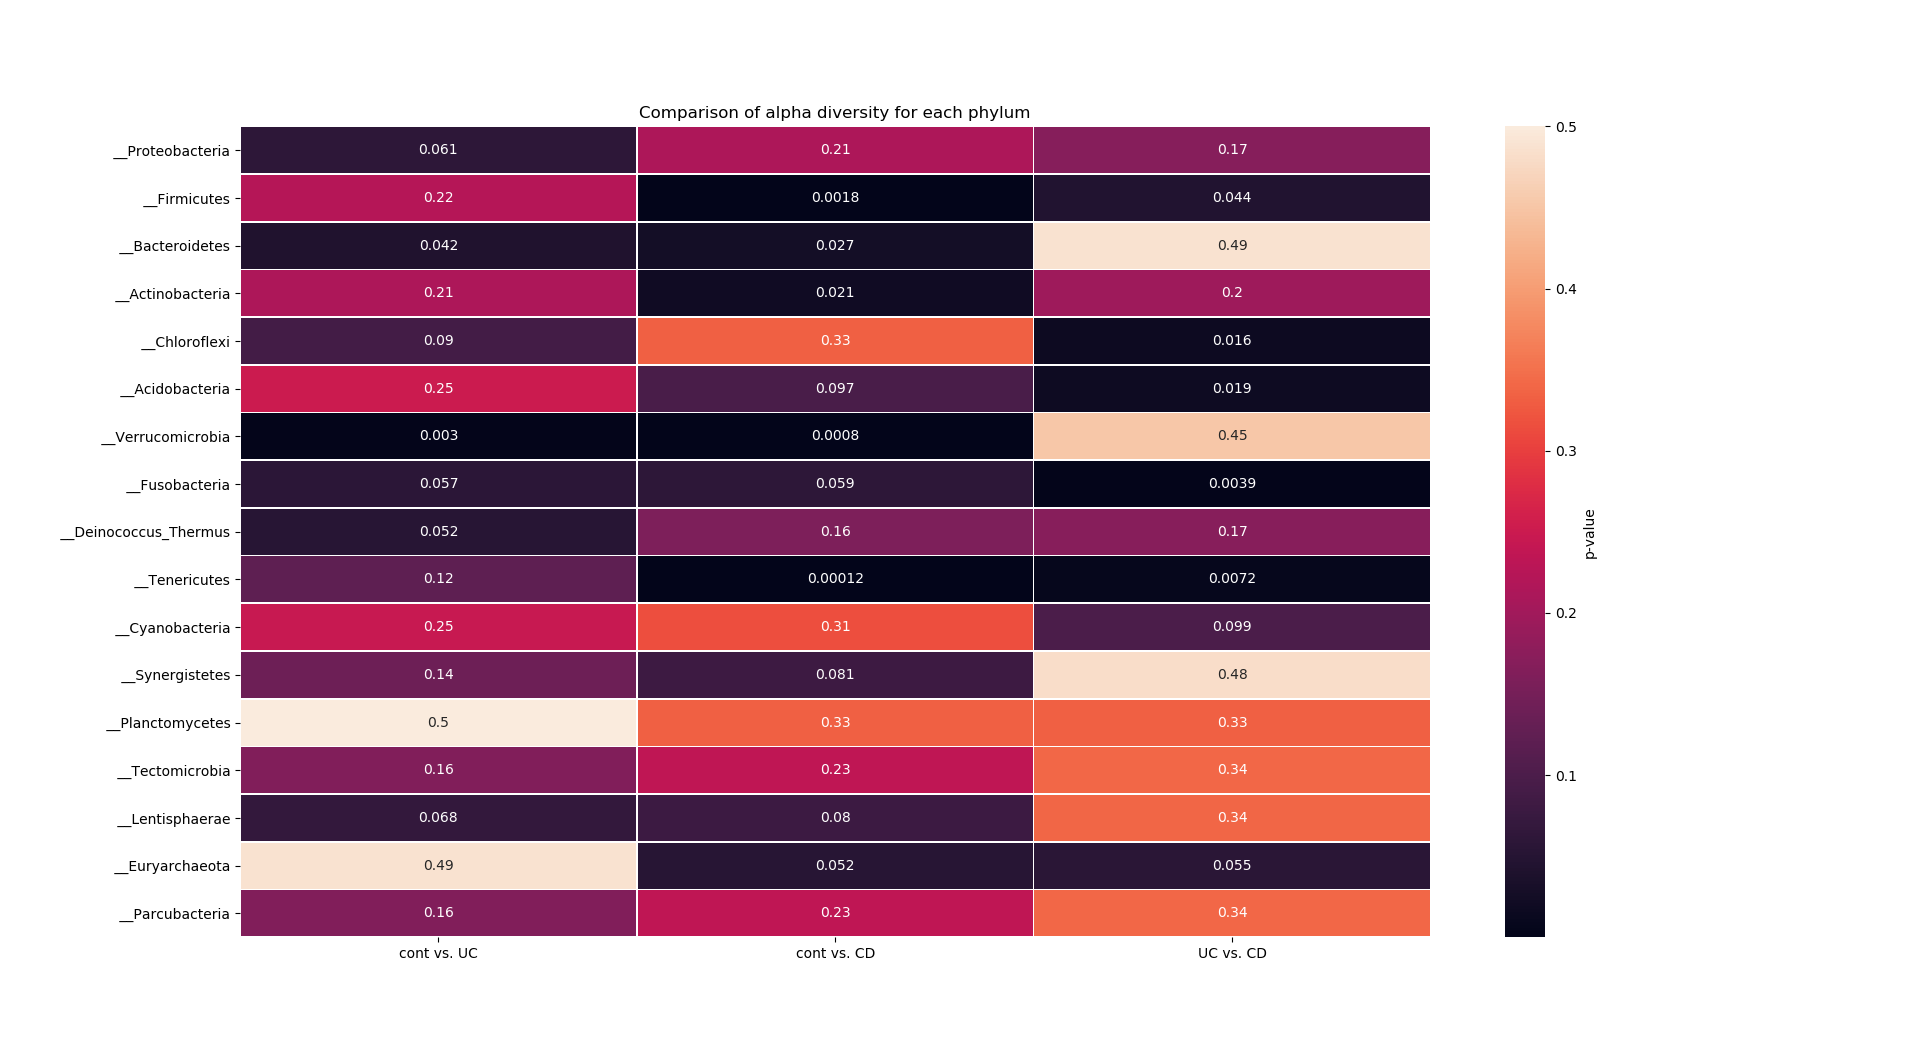 Comparison of alpha diversity for each phylum
__Proteobacteria 0.061 0.21 0.17
__Firmicutes 0.22 0.0018 0.044
__Bacteroidetes 0.042 0.027 0.49
__Actinobacteria 0.21 0.021 0.2
__Chloroflexi 0.09 0.33 0.016
__Acidobacteria 0.25 0.097 0.019
__Verrucomicrobia 0.003 0.0008 0.45
__Fusobacteria 0.057 0.059 0.0039
__Deinococcus_Thermus 0.052 0.16 0.17
__Tenericutes 0.12 0.00012 0.0072
__Cyanobacteria 0.25 0.31 0.099
__Synergistetes 0.14 0.081 0.48
__Planctomycetes 0.5 0.33 0.33
__Tectomicrobia 0.16 0.23 0.34
__Lentisphaerae 0.068 0.08 0.34
__Euryarchaeota 0.49 0.052 0.055
__Parcubacteria 0.16 0.23 0.34
cont vs. UC cont vs. CD UC vs. CD
0.5
0.4
0.3
0.2
0.1
p-value